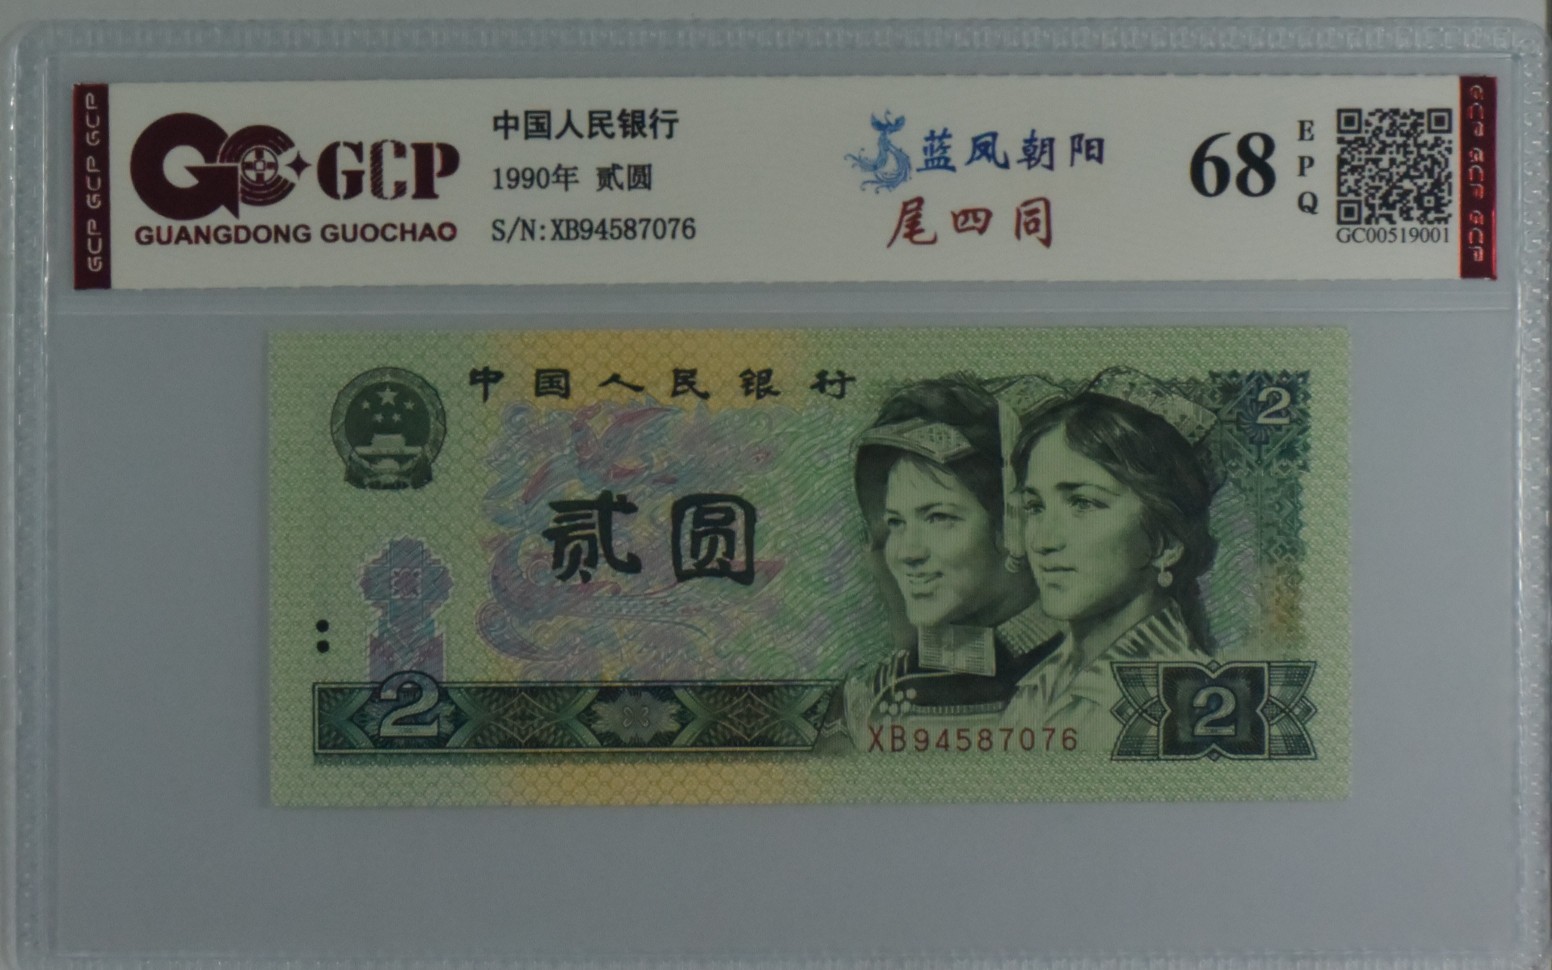 GCP GCP GCP
GCP
GUANGDONG GUOCHAO
中国人民银行
1990年 贰圆
S/N:XB94587076
蓝凤朝阳
尾四同
68
EPQ
GC00519001
GCP GCP GCP
中国人民银行
2
贰圆
2
XB94587076
2